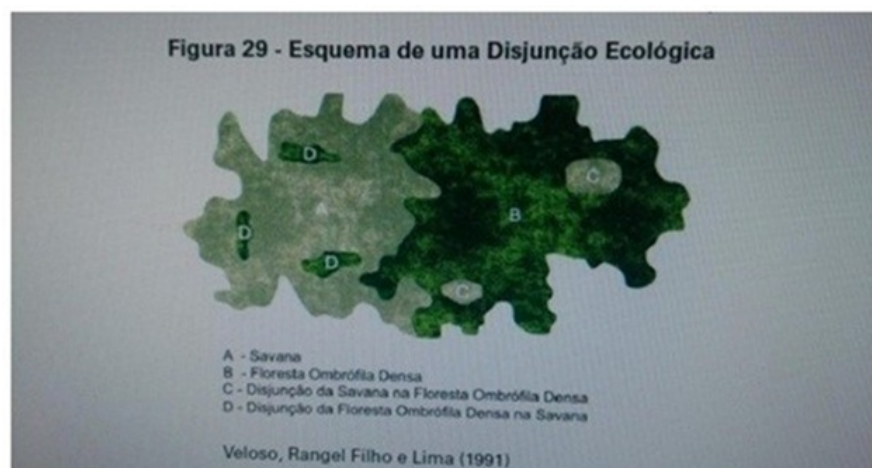 Figura 29 - Esquema de uma Disjunção Ecológica
D
C
A
B
D
D
C
A - Savana
B - Floresta Ombrófila Densa
C - Disjunção da Savana na Floresta Ombrófila Densa
D - Disjunção da Floresta Ombrófila Densa na Savana
Veloso, Rangel Filho e Lima (1991)